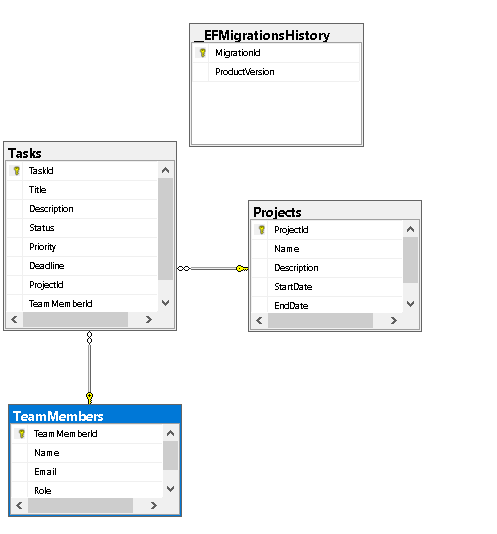 __EFMigrationsHistory
MigrationId
ProductVersion
Tasks
TaskId
Title
Description
Status
Priority
Deadline
ProjectId
TeamMemberId
Projects
ProjectId
Name
Description
StartDate
EndDate
TeamMembers
TeamMemberId
Name
Email
Role